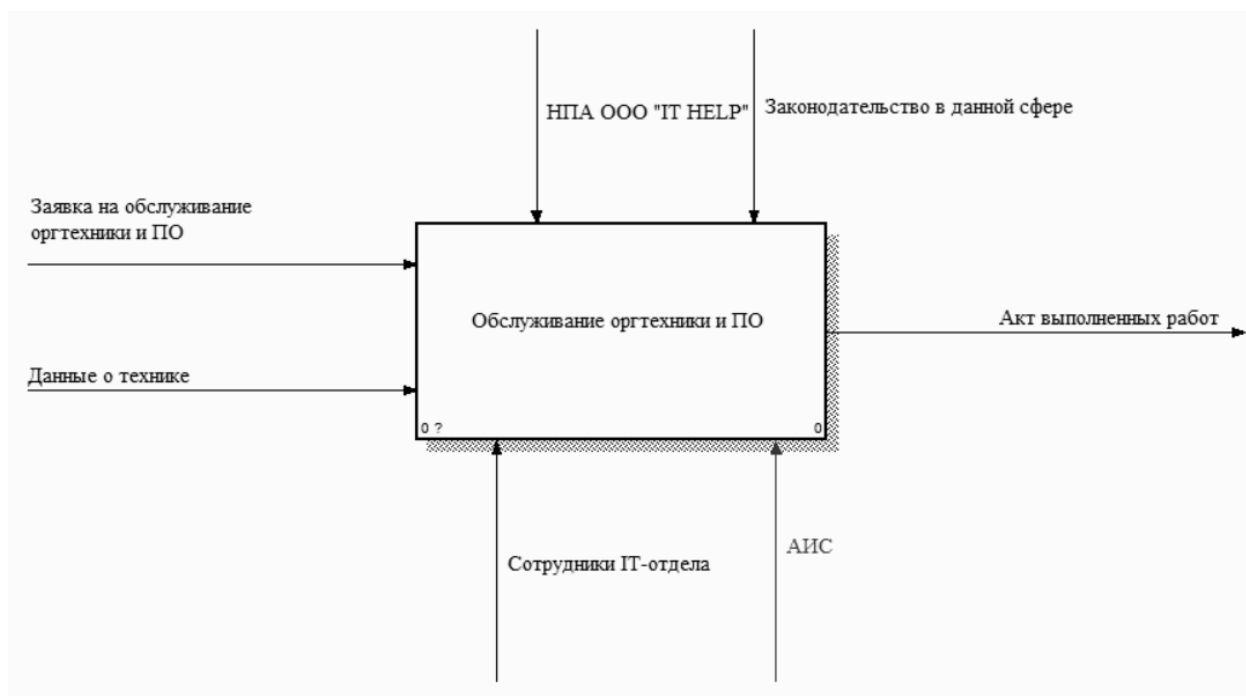 НПА ООО "IT HELP"
Законодательство в данной сфере
Заявка на обслуживание
оргтехники и ПО
Обслуживание оргтехники и ПО
Акт выполненных работ
Данные о технике
0 ?
0
Сотрудники IT-отдела
АИС